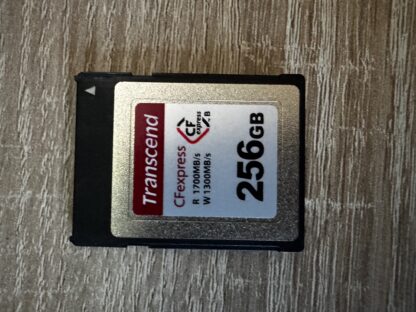 Transcend
CFexpress
R 1700MB/s
W 1300MB/s
CF
express
B
256GB